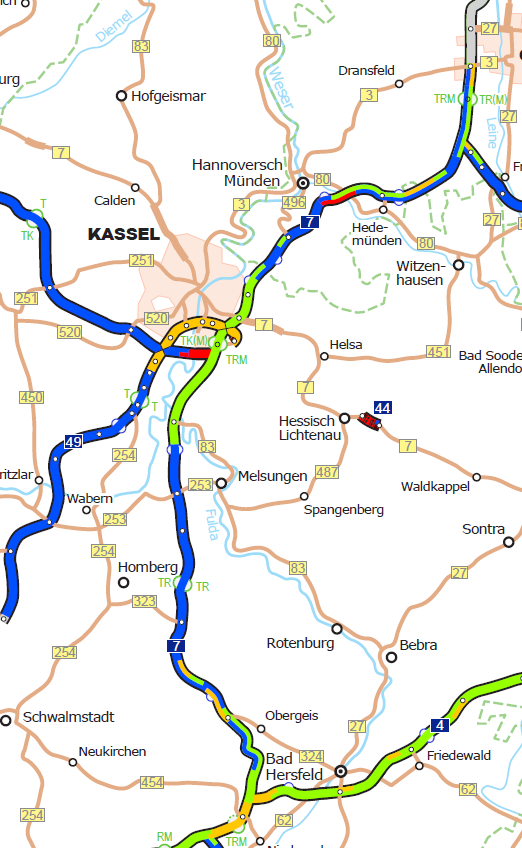 27
Diemel
83
80
3
Dransfeld
urg
Weser
3
TRM
TR(M)
Hofgeismar
27
Leine
7
Hannoversch
Münden
80
Calden
3
496
T
7
27
TK
KASSEL
Hede-
münden
80
251
Witzen-
hausen
251
520
520
7
TK(M)
Helsa
451
TRM
Bad Soode
Allendo
7
450
T
44
Hessisch
Lichtenau
49
83
7
254
487
ritzlar
253
Melsungen
Waldkappel
Wabern
Spangenberg
253
Fulda
Sontra
254
Homberg
83
27
TR
TR
323
Rotenburg
7
Bebra
254
Schwalmstadt
Obergeis
27
4
Neukirchen
Bad
Hersfeld
324
Friedewald
454
62
254
62
RM
TRM